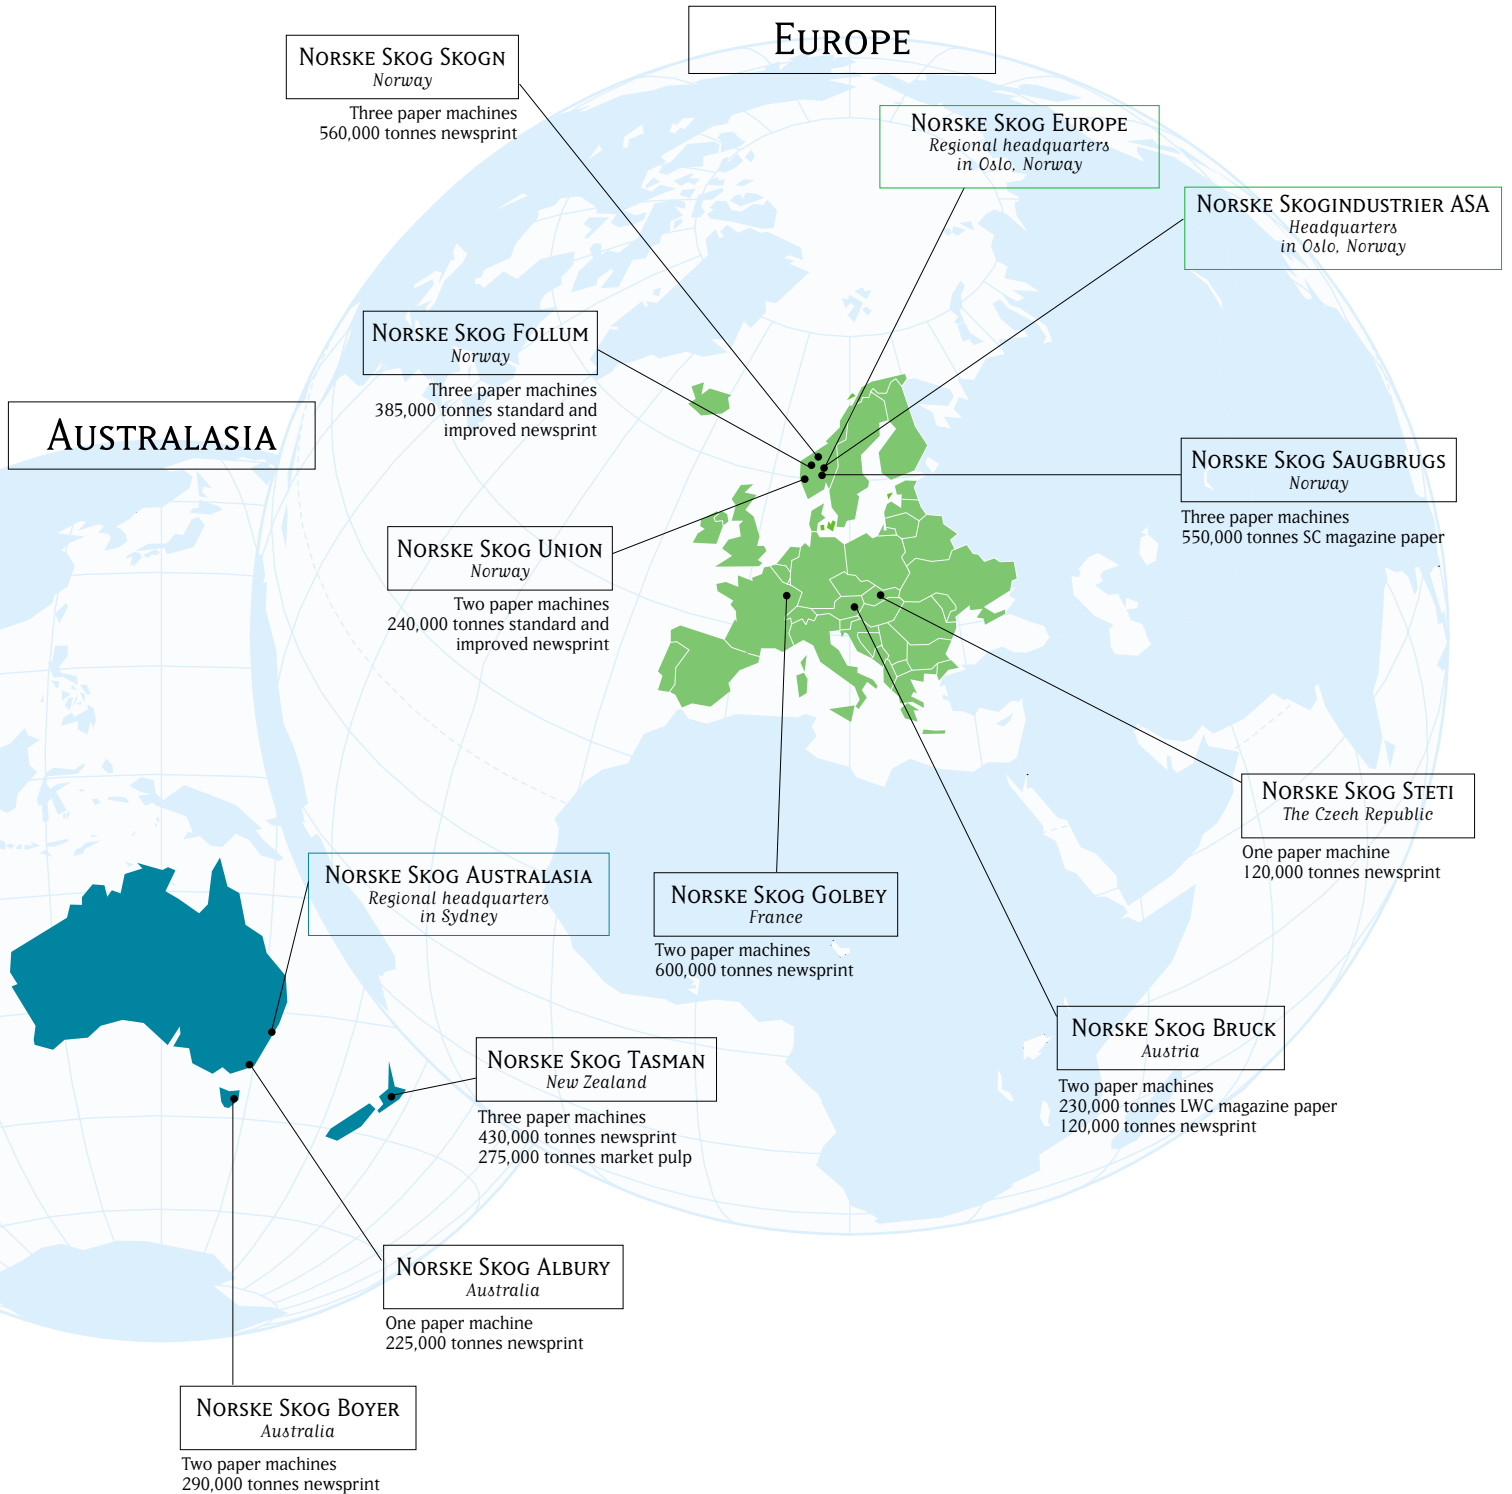 EUROPE
NORSKE SKOG SKOGN
Norway
Three paper machines
560,000 tonnes newsprint
NORSKE SKOG EUROPE
Regional headquarters
in Oslo, Norway
NORSKE SKOGINDUSTRIER ASA
Headquarters
in Oslo, Norway
NORSKE SKOG FOLLUM
Norway
Three paper machines
385,000 tonnes standard and
improved newsprint
AUSTRALASIA
NORSKE SKOG SAUGBRUGS
Norway
Three paper machines
550,000 tonnes SC magazine paper
NORSKE SKOG UNION
Norway
Two paper machines
240,000 tonnes standard and
improved newsprint
NORSKE SKOG STETI
The Czech Republic
One paper machine
120,000 tonnes newsprint
NORSKE SKOG AUSTRALASIA
Regional headquarters
in Sydney
NORSKE SKOG GOLBEY
France
Two paper machines
600,000 tonnes newsprint
NORSKE SKOG BRUCK
Austria
Two paper machines
230,000 tonnes LWC magazine paper
120,000 tonnes newsprint
NORSKE SKOG TASMAN
New Zealand
Three paper machines
430,000 tonnes newsprint
275,000 tonnes market pulp
NORSKE SKOG ALBURY
Australia
One paper machine
225,000 tonnes newsprint
NORSKE SKOG BOYER
Australia
Two paper machines
290,000 tonnes newsprint